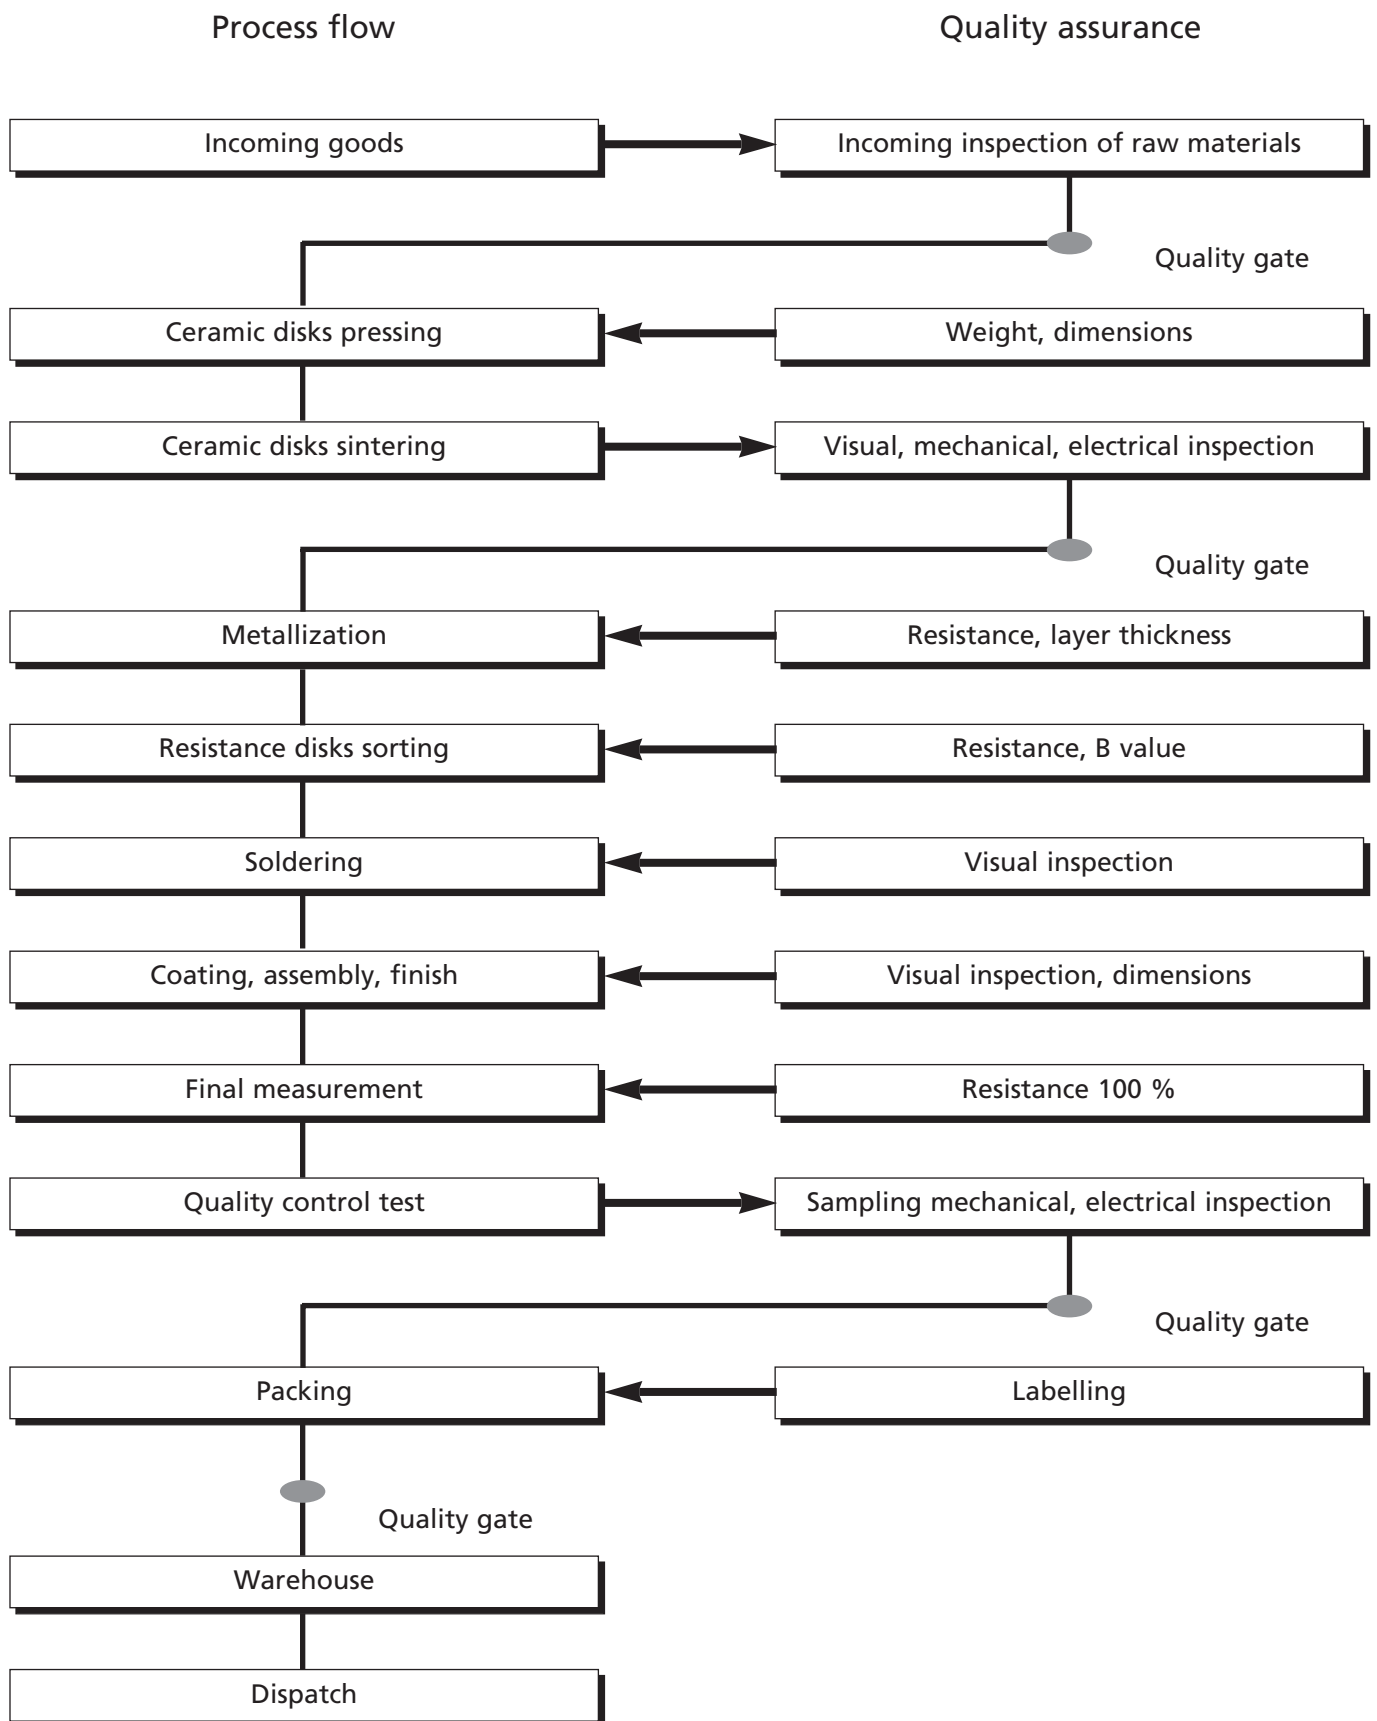 Process flow
Quality assurance
Incoming goods
Incoming inspection of raw materials
Quality gate
Ceramic disks pressing
Weight, dimensions
Ceramic disks sintering
Visual, mechanical, electrical inspection
Quality gate
Metallization
Resistance, layer thickness
Resistance disks sorting
Resistance, B value
Soldering
Visual inspection
Coating, assembly, finish
Visual inspection, dimensions
Final measurement
Resistance 100 %
Quality control test
Sampling mechanical, electrical inspection
Quality gate
Packing
Labelling
Quality gate
Warehouse
Dispatch